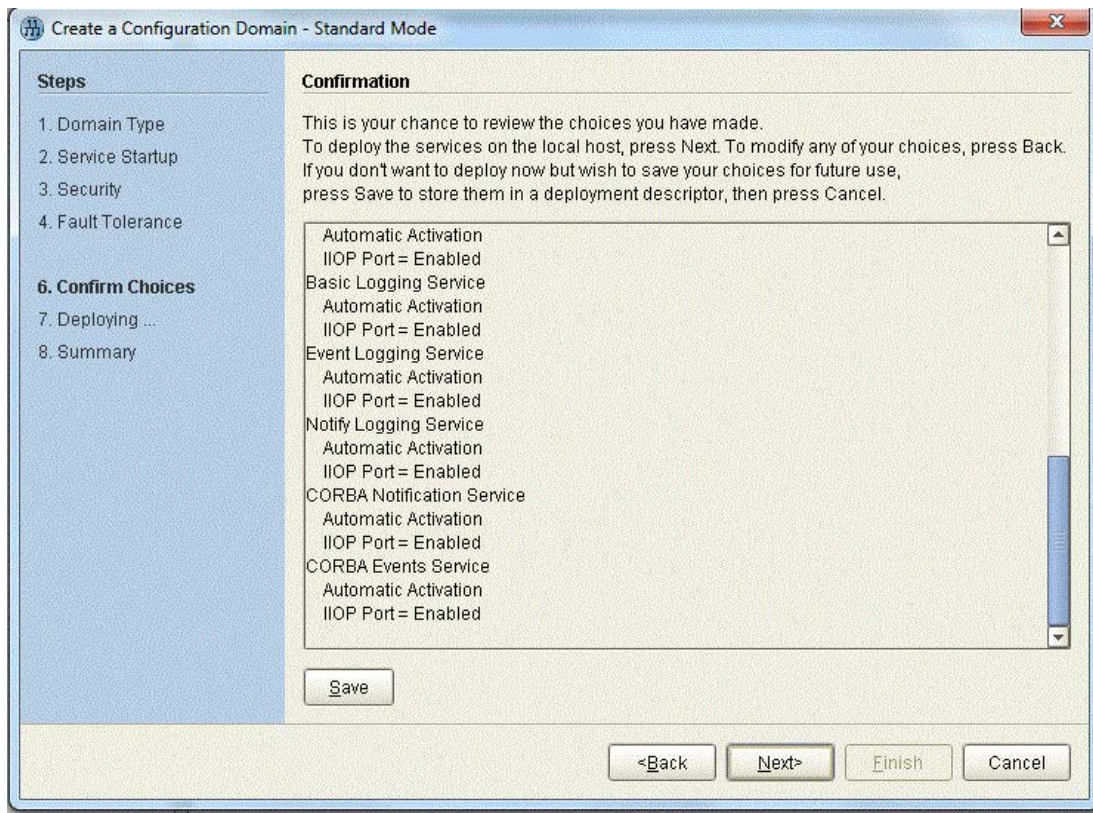 Create a Configuration Domain - Standard Mode
Steps
1. Domain Type
2. Service Startup
3. Security
4. Fault Tolerance
6. Confirm Choices
7. Deploying ...
8. Summary
Confirmation
This is your chance to review the choices you have made.
To deploy the services on the local host, press Next. To modify any of your choices, press Back.
If you don't want to deploy now but wish to save your choices for future use,
press Save to store them in a deployment descriptor, then press Cancel.
Automatic Activation
IIOP Port = Enabled
Basic Logging Service
Automatic Activation
IIOP Port = Enabled
Event Logging Service
Automatic Activation
IIOP Port = Enabled
Notify Logging Service
Automatic Activation
IIOP Port = Enabled
CORBA Notification Service
Automatic Activation
IIOP Port = Enabled
CORBA Events Service
Automatic Activation
IIOP Port = Enabled
Save
<Back Next> Finish Cancel